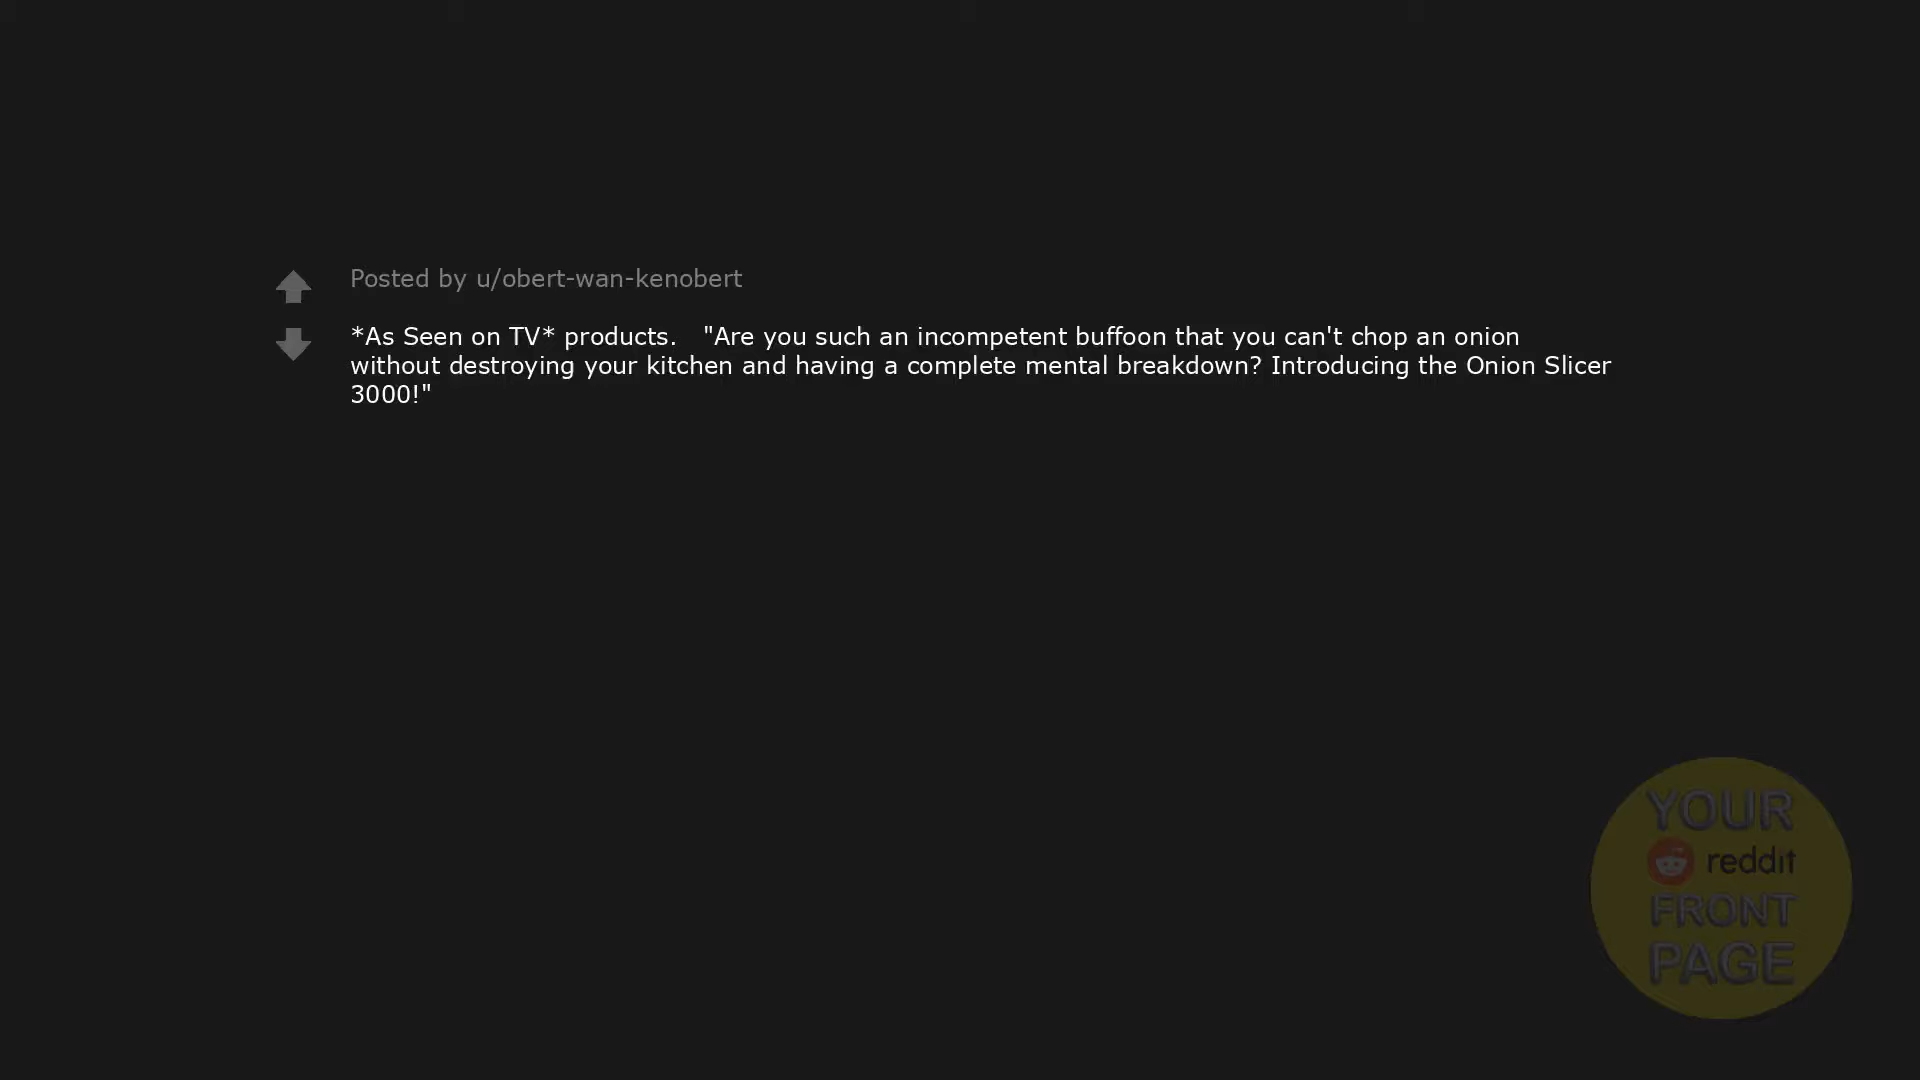 Posted by u/obert-wan-kenobert
*As Seen on TV* products.   "Are you such an incompetent buffoon that you can't chop an onion
without destroying your kitchen and having a complete mental breakdown? Introducing the Onion Slicer
3000!"
YOUR
reddit
FRONT
PAGE